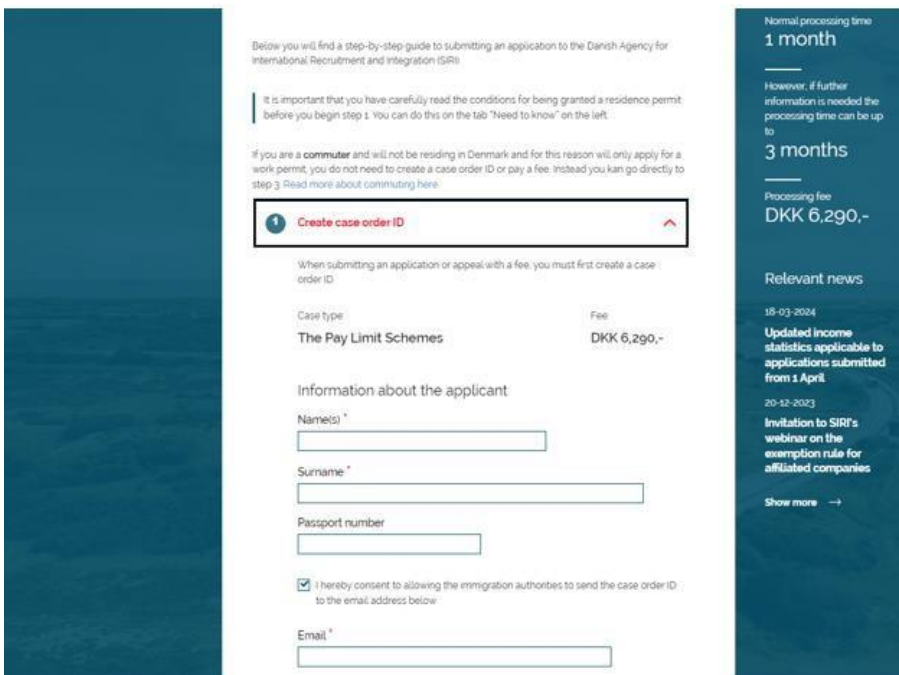 Below you will find a step-by-step guide to submitting an application to the Danish Agency for
International Recruitment and Integration (SIRI)
It is important that you have carefully read the conditions for being granted a residence permit
before you begin step 1. You can do this on the tab "Need to know" on the left.
If you are a commuter and will not be residing in Denmark and for this reason will only apply for a
work permit, you do not need to create a case order ID or pay a fee. Instead you kan go directly to
step 3. Read more about commuting here.
1 Create case order ID
When submitting an application or appeal with a fee, you must first create a case
order ID
Case type Fee
The Pay Limit Schemes DKK 6,290,-
Information about the applicant
Name(s) *
Surname *
Passport number
I hereby consent to allowing the immigration authorities to send the case order ID
to the email address below
Email *
Normal processing time
1 month
However, if further
information is needed the
processing time can be up
to
3 months
Processing fee
DKK 6,290,-
Relevant news
18-03-2024
Updated income
statistics applicable to
applications submitted
from 1 April
20-12-2023
Invitation to SIRI's
webinar on the
exemption rule for
affiliated companies
Show more →